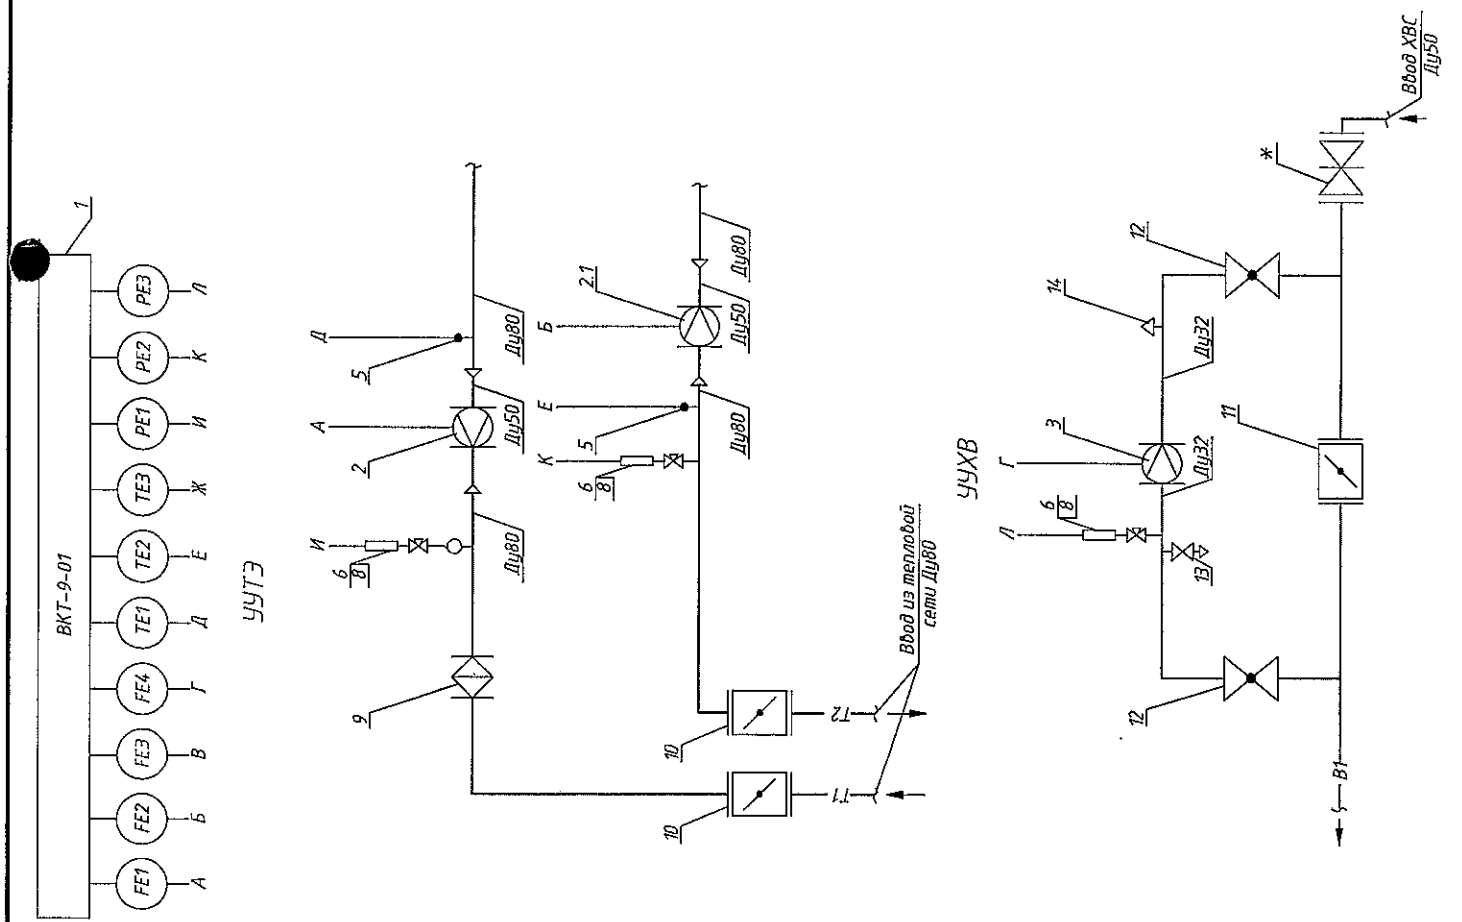 ВКТ-9-01
1
FE1
FE2
FE3
FE4
TE1
TE2
TE3
PE1
PE2
PE3
А
Б
В
Г
Д
Е
Ж
И
К
Л
УУТЭ
И
6
8
А
2
Д
5
9
Ду80
Ду50
Ду80
К
6
8
Е
5
Б
2.1
Ду80
Ду50
Ду80
10
10
Т1
Т2
Ввод из тепловой
сети Ду80
УУХВ
Л
6
8
Г
3
14
12
12
13
Ду32
Ду32
11
*
В1
Ввод ХВС
Ду50